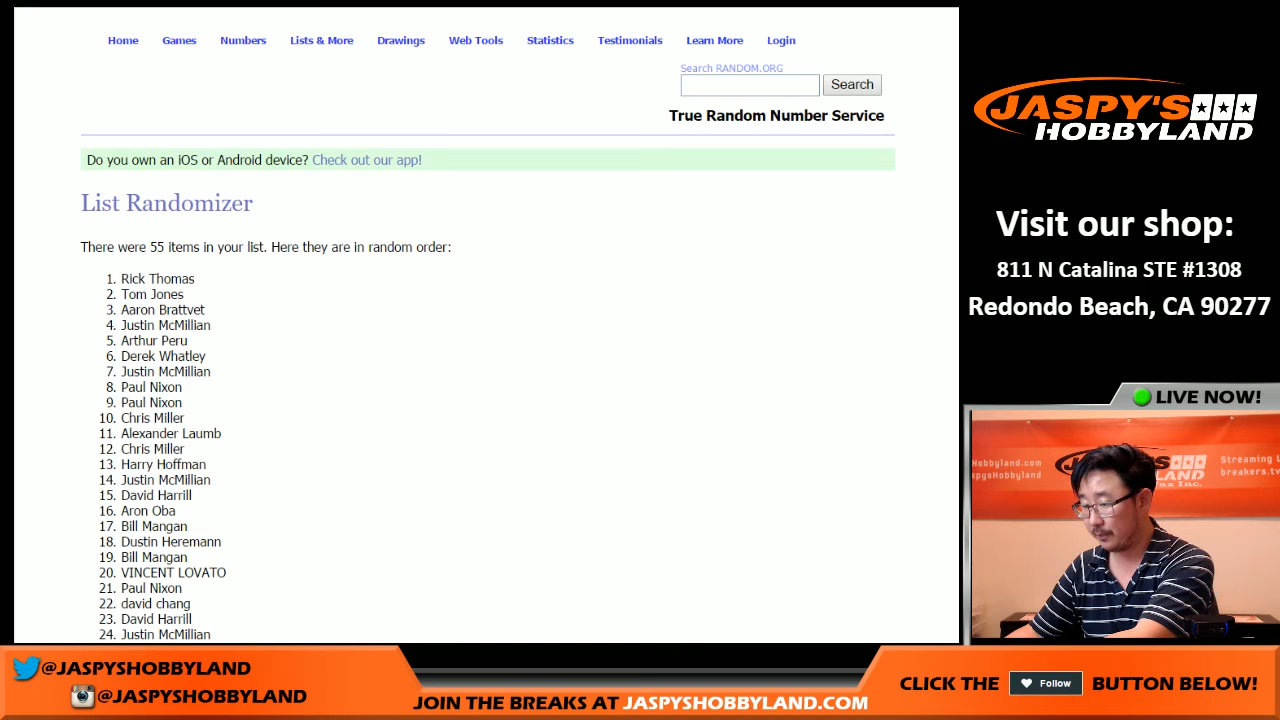 Home Games Numbers Lists & More Drawings Web Tools Statistics Testimonials Learn More Login
Search RANDOM.ORG
Search
True Random Number Service
Do you own an iOS or Android device? Check out our app!
List Randomizer
There were 55 items in your list. Here they are in random order:
1. Rick Thomas
2. Tom Jones
3. Aaron Brattvet
4. Justin McMillian
5. Arthur Peru
6. Derek Whatley
7. Justin McMillian
8. Paul Nixon
9. Paul Nixon
10. Chris Miller
11. Alexander Laumb
12. Chris Miller
13. Harry Hoffman
14. Justin McMillian
15. David Harrill
16. Aron Oba
17. Bill Mangan
18. Dustin Heremann
19. Bill Mangan
20. VINCENT LOVATO
21. Paul Nixon
22. david chang
23. David Harrill
24. Justin McMillian
JASPY'S
HOBBYLAND
Visit our shop:
811 N Catalina STE #1308
Redondo Beach, CA 90277
LIVE NOW!
Hobbyland.com
JaspysHobbyland
Streaming
breakers.tv
@JASPYSHOBBYLAND
@JASPYSHOBBYLAND
JOIN THE BREAKS AT JASPYSHOBBYLAND.COM
CLICK THE Follow BUTTON BELOW!